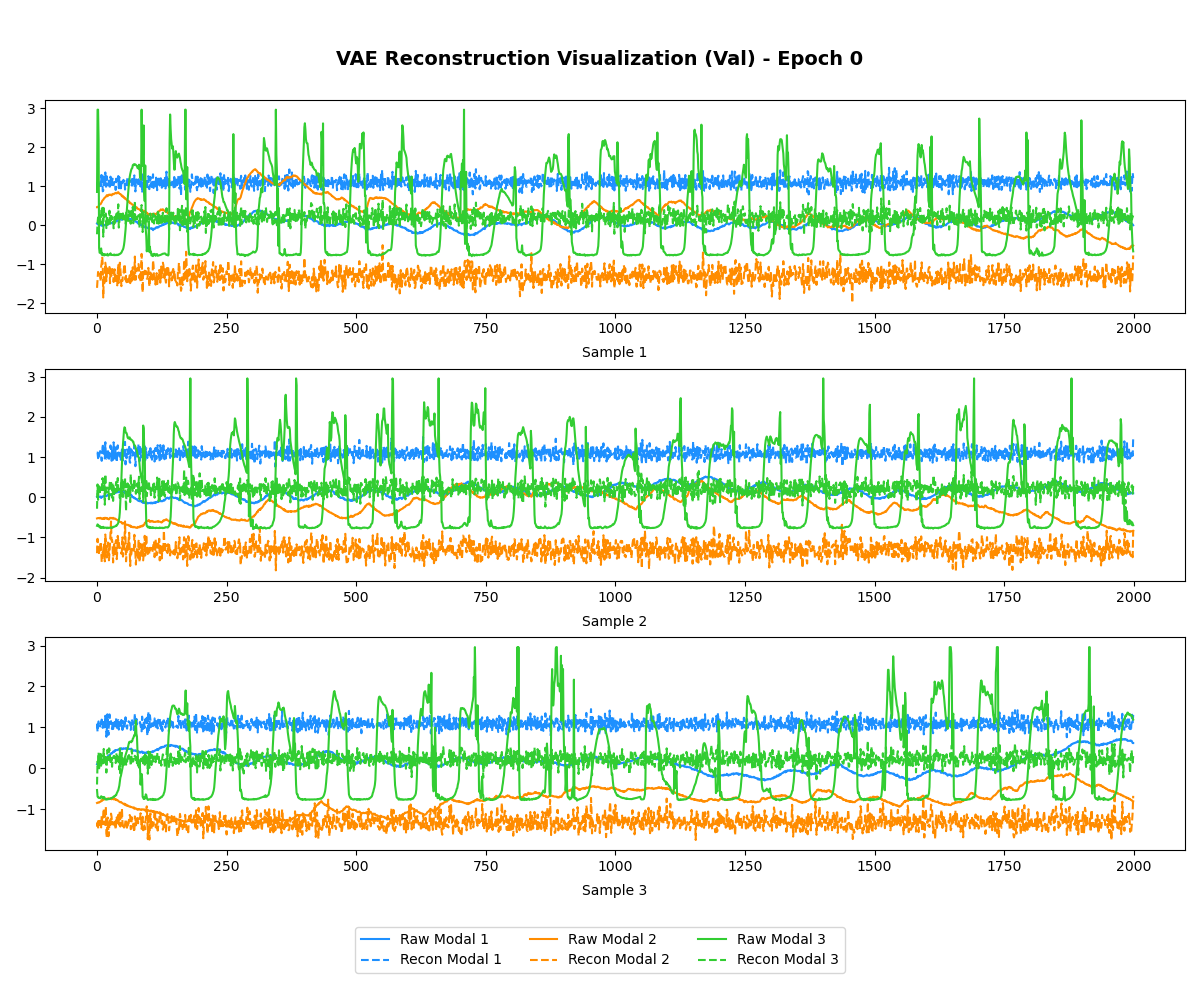 VAE Reconstruction Visualization (Val) - Epoch 0
3
2
1
0
−1
−2
0 250 500 750 1000 1250 1500 1750 2000
Sample 1
3
2
1
0
−1
−2
0 250 500 750 1000 1250 1500 1750 2000
Sample 2
3
2
1
0
−1
0 250 500 750 1000 1250 1500 1750 2000
Sample 3
Raw Modal 1 Raw Modal 2 Raw Modal 3
Recon Modal 1 Recon Modal 2 Recon Modal 3